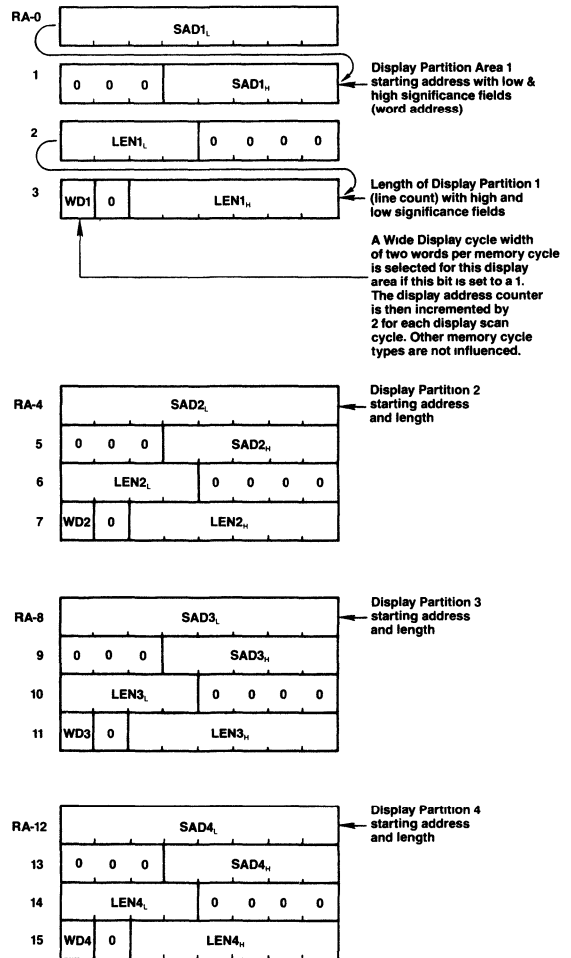 RA-0 SAD1L
1 0 0 0 SAD1H
Display Partition Area 1
starting address with low &
high significance fields
(word address)
2 LEN1L 0 0 0 0
3 WD1 0 LEN1H
Length of Display Partition 1
(line count) with high and
low significance fields
A Wide Display cycle width
of two words per memory cycle
is selected for this display
area if this bit is set to a 1.
The display address counter
is then incremented by
2 for each display scan
cycle. Other memory cycle
types are not influenced.
RA-4 SAD2L
Display Partition 2
starting address
and length
5 0 0 0 SAD2H
6 LEN2L 0 0 0 0
7 WD2 0 LEN2H
RA-8 SAD3L
Display Partition 3
starting address
and length
9 0 0 0 SAD3H
10 LEN3L 0 0 0 0
11 WD3 0 LEN3H
RA-12 SAD4L
Display Partition 4
starting address
and length
13 0 0 0 SAD4H
14 LEN4L 0 0 0 0
15 WD4 0 LEN4H